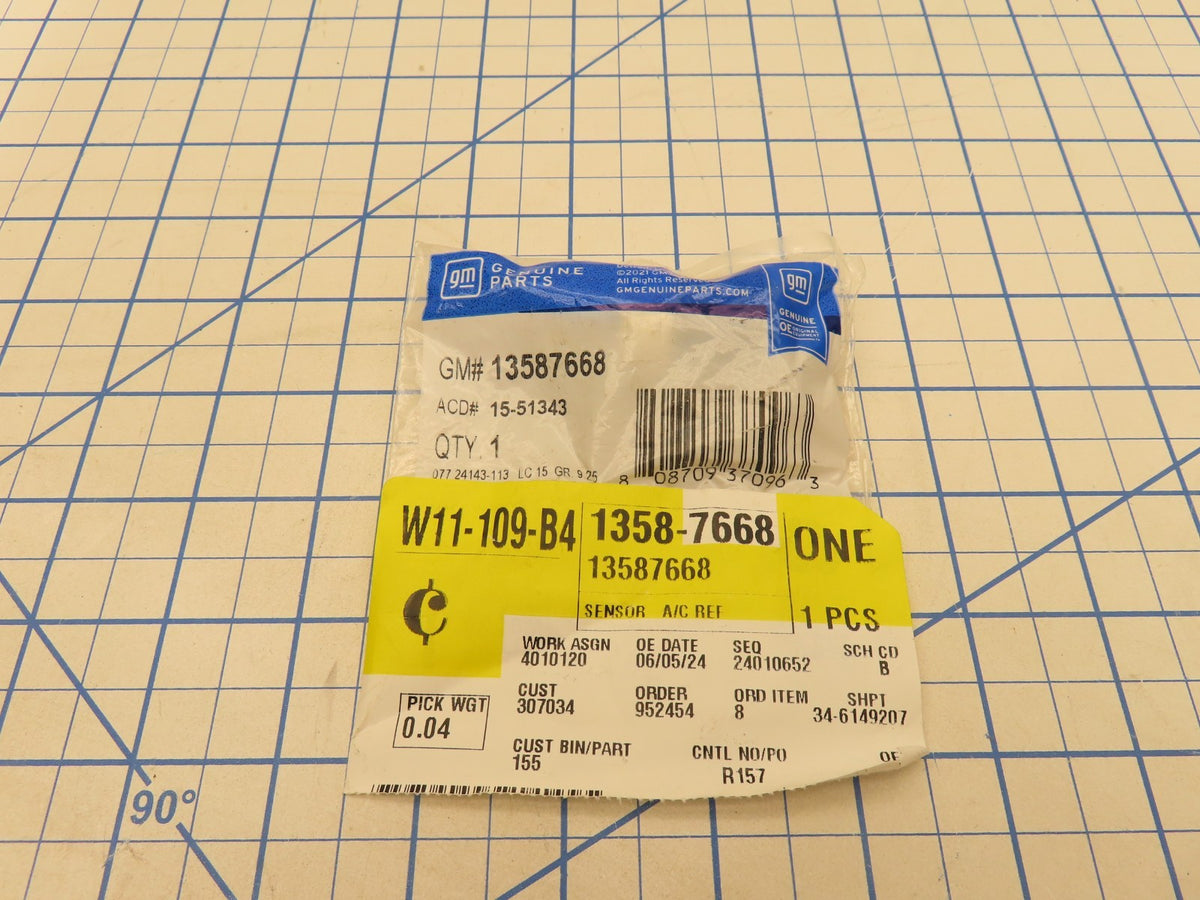 gm GENUINE PARTS
©2021 GM
All Rights Reserved
GMGENUINEPARTS.COM
gm
GENUINE
OE ORIGINAL EQUIPMENT
GM# 13587668
ACD# 15-51343
QTY. 1
077 24143-113 LC 15 GR 9.25
8 08709 37096 3
W11-109-B4
1358-7668
13587668
SENSOR A/C REF
ONE
1 PCS
¢
WORK ASGN OE DATE SEQ SCH CD
4010120 06/05/24 24010652 B
CUST ORDER ORD ITEM SHPT
307034 952454 8 34-6149207
PICK WGT
0.04
CUST BIN/PART CNTL NO/PO OF
155 R157
90°